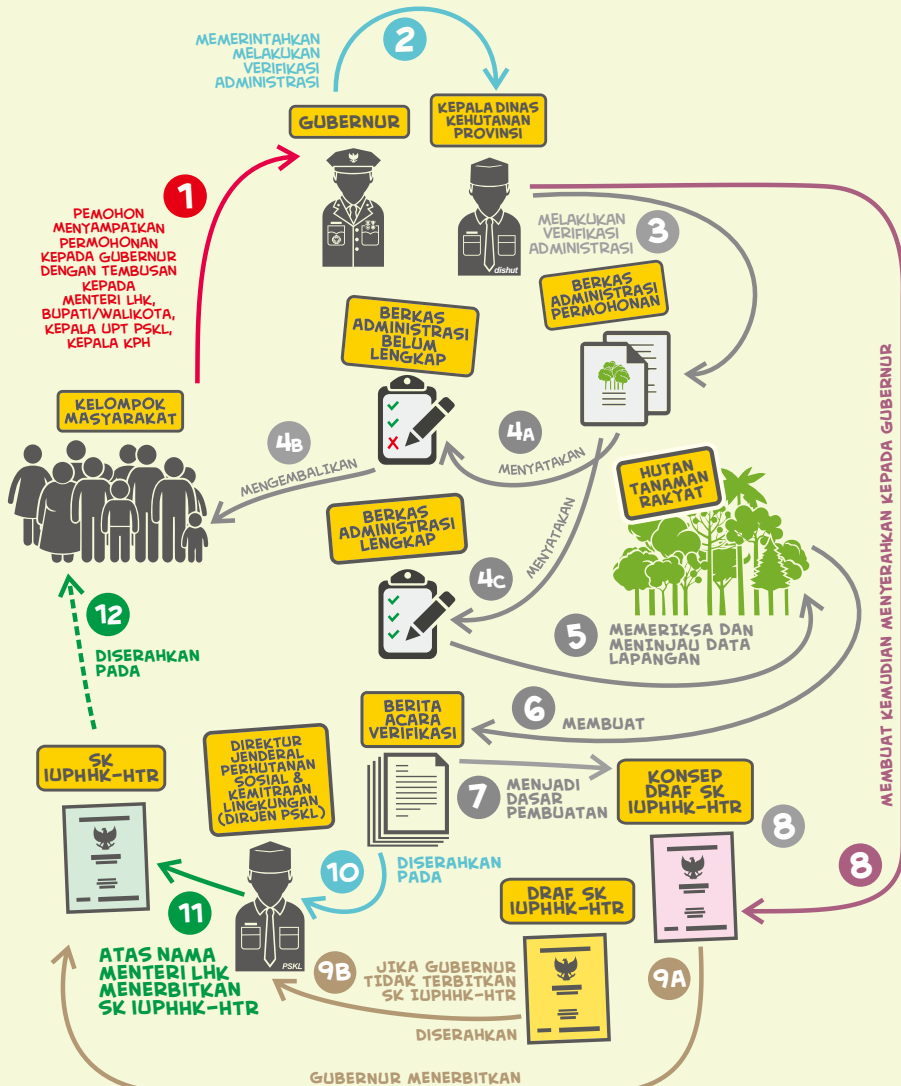 MEMERINTAHKAN
MELAKUKAN
VERIFIKASI
ADMINISTRASI
2
GUBERNUR
KEPALA DINAS
KEHUTANAN
PROVINSI
1
PEMOHON
MENYAMPAIKAN
PERMOHONAN
KEPADA GUBERNUR
DENGAN TEMBUSAN
KEPADA
MENTERI LHK,
BUPATI/WALIKOTA,
KEPALA UPT PSKL,
KEPALA KPH
dishut
MELAKUKAN
VERIFIKASI
ADMINISTRASI
3
BERKAS
ADMINISTRASI
PERMOHONAN
BERKAS
ADMINISTRASI
BELUM
LENGKAP
KELOMPOK
MASYARAKAT
4B
MENGEMBALIKAN
4A
MENYATAKAN
HUTAN
TANAMAN
RAKYAT
BERKAS
ADMINISTRASI
LENGKAP
MENYATAKAN
4C
5
MEMERIKSA DAN
MENINJAU DATA
LAPANGAN
MEMBUAT KEMUDIAN MENYERAHKAN KEPADA GUBERNUR
12
DISERAHKAN
PADA
6
MEMBUAT
BERITA
ACARA
VERIFIKASI
SK
IUPHHK-HTR
DIREKTUR
JENDERAL
PERHUTANAN
SOSIAL &
KEMITRAAN
LINGKUNGAN
(DIRJEN PSKL)
7
MENJADI
DASAR
PEMBUATAN
KONSEP
DRAF SK
IUPHHK-HTR
8
8
10
DISERAHKAN
PADA
11
ATAS NAMA
MENTERI LHK
MENERBITKAN
SK IUPHHK-HTR
PSKL
DRAF SK
IUPHHK-HTR
9B
JIKA GUBERNUR
TIDAK TERBITKAN
SK IUPHHK-HTR
DISERAHKAN
9A
GUBERNUR MENERBITKAN